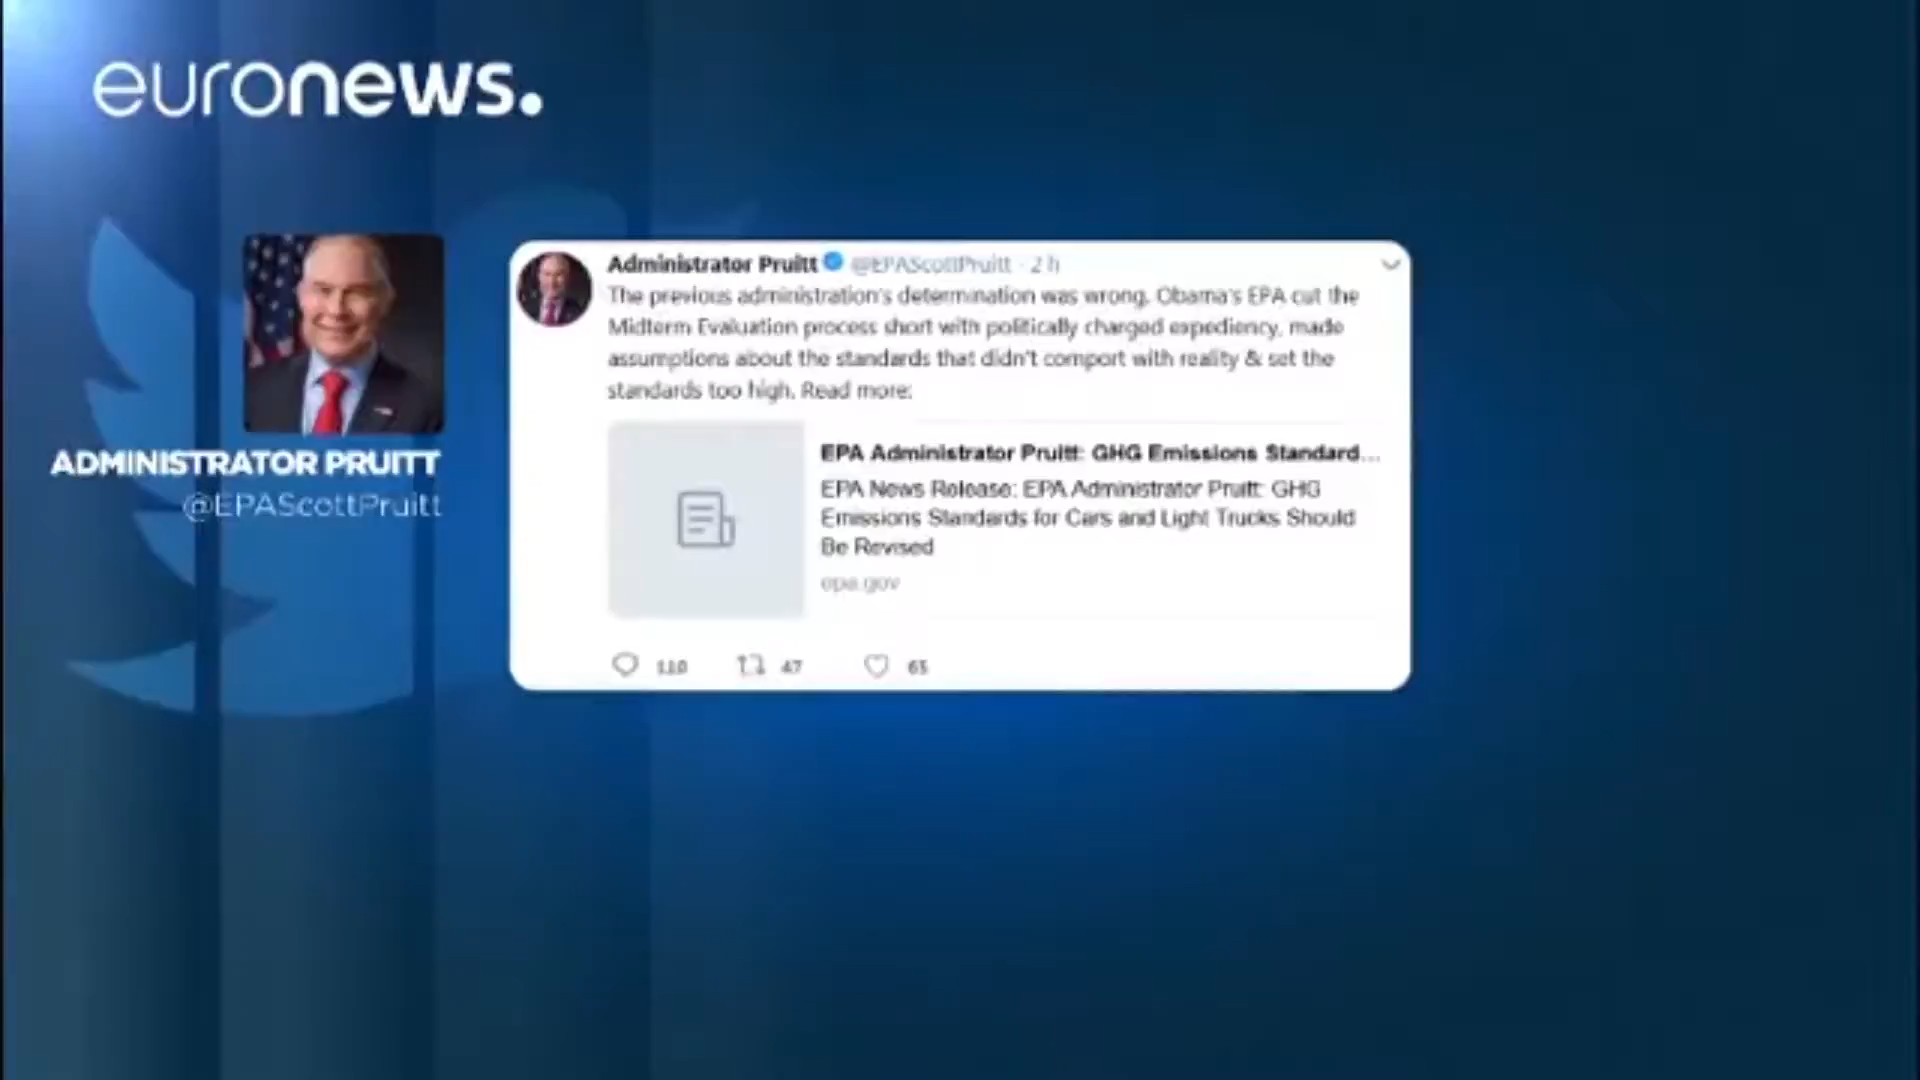 euronews.
ADMINISTRATOR PRUITT
@EPAScottPruitt
Administrator Pruitt @EPAScottPruitt · 2 h
The previous administration's determination was wrong. Obama's EPA cut the
Midterm Evaluation process short with politically charged expediency, made
assumptions about the standards that didn't comport with reality & set the
standards too high. Read more:
EPA Administrator Pruitt: GHG Emissions Standard...
EPA News Release: EPA Administrator Pruitt: GHG
Emissions Standards for Cars and Light Trucks Should
Be Revised
epa.gov
110 47 65